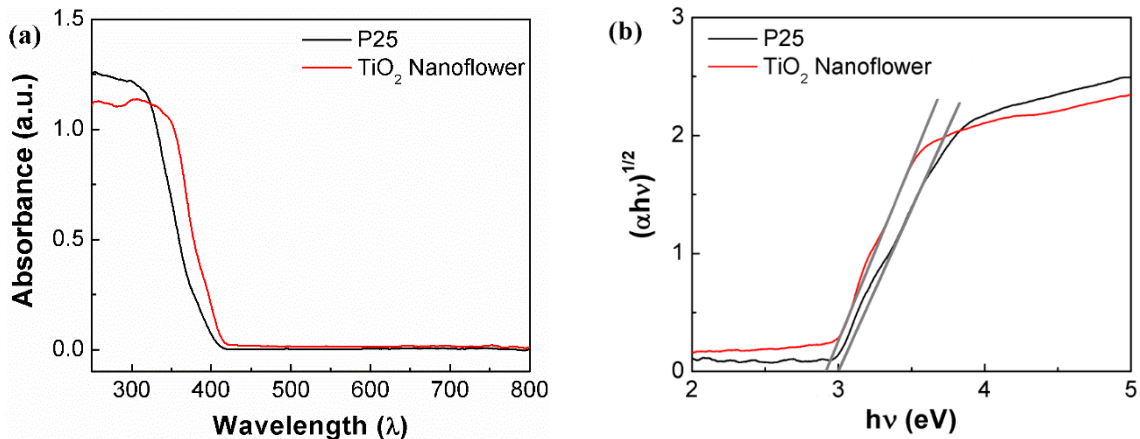 (a)
1.5
1.0
0.5
0.0
Absorbance (a.u.)
P25
TiO₂ Nanoflower
300 400 500 600 700 800
Wavelength (λ)
(b)
3
2
1
0
(αhν)^1/2
P25
TiO₂ Nanoflower
2 3 4 5
hν (eV)